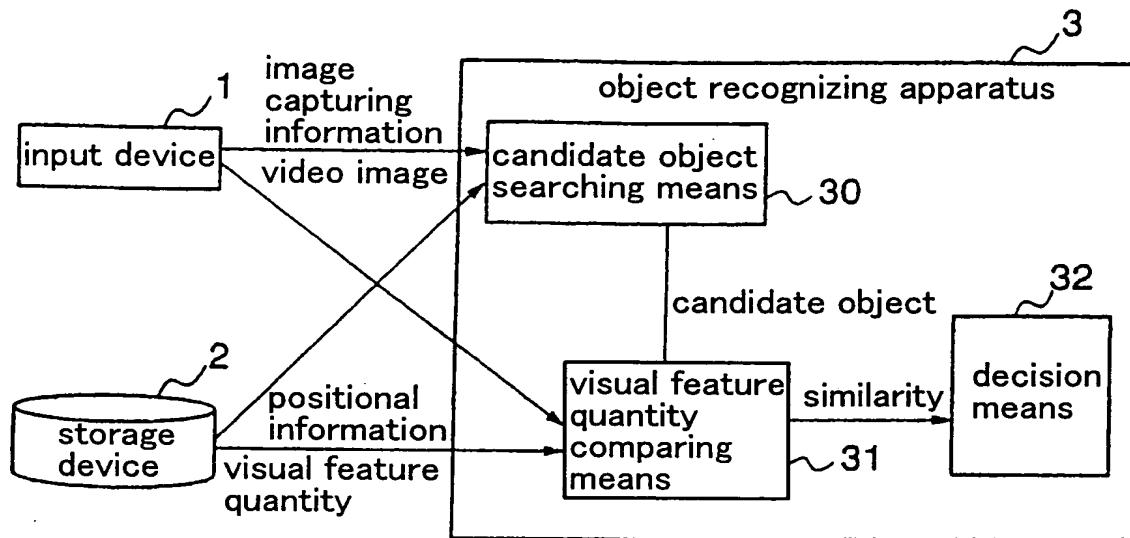 3
object recognizing apparatus
1
input device
image
capturing
information
video image
candidate object
searching means
30
candidate object
32
decision
means
2
storage
device
positional
information
visual feature
quantity
visual feature
quantity
comparing
means
31
similarity